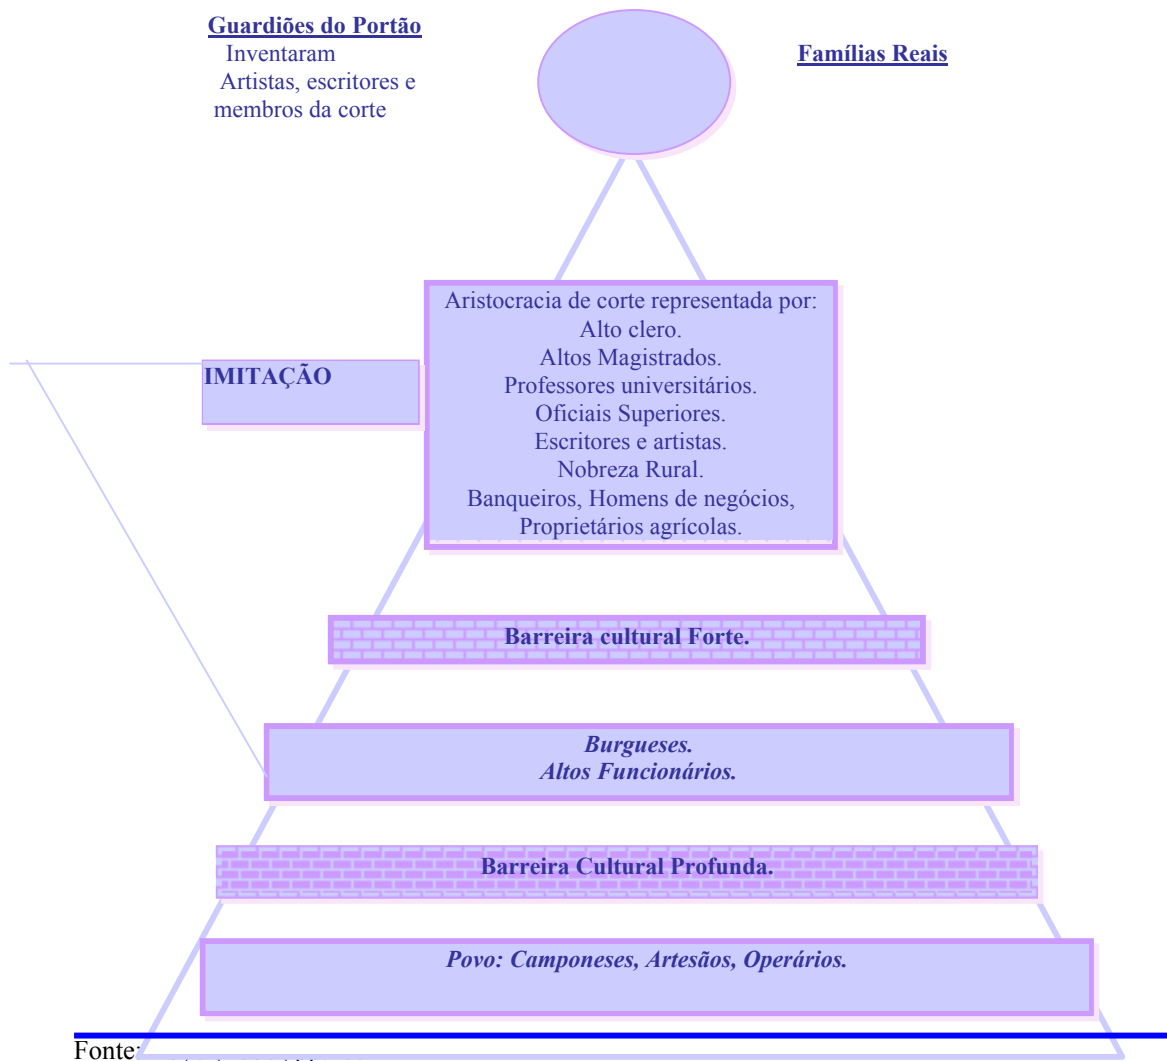 Guardiões do Portão
Inventaram
Artistas, escritores e
membros da corte
Famílias Reais
Aristocracia de corte representada por:
Alto clero.
Altos Magistrados.
Professores universitários.
Oficiais Superiores.
Escritores e artistas.
Nobreza Rural.
Banqueiros, Homens de negócios,
Proprietários agrícolas.
IMITAÇÃO
Barreira cultural Forte.
Burgueses.
Altos Funcionários.
Barreira Cultural Profunda.
Povo: Camponeses, Artesãos, Operários.
Fonte: